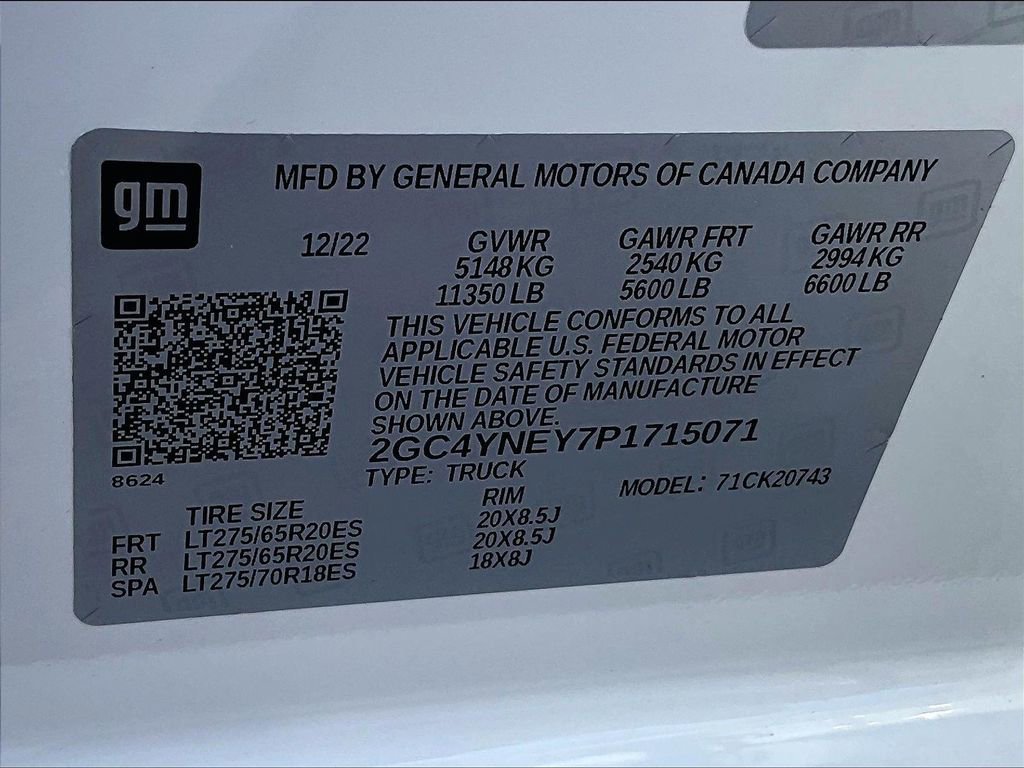 gm
MFD BY GENERAL MOTORS OF CANADA COMPANY
12/22 GVWR GAWR FRT GAWR RR
5148 KG 2540 KG 2994 KG
11350 LB 5600 LB 6600 LB
THIS VEHICLE CONFORMS TO ALL
APPLICABLE U.S. FEDERAL MOTOR
VEHICLE SAFETY STANDARDS IN EFFECT
ON THE DATE OF MANUFACTURE
SHOWN ABOVE.
2GC4YNEY7P1715071
8624
TYPE: TRUCK MODEL: 71CK20743
TIRE SIZE RIM
FRT LT275/65R20ES 20X8.5J
RR LT275/65R20ES 20X8.5J
SPA LT275/70R18ES 18X8J